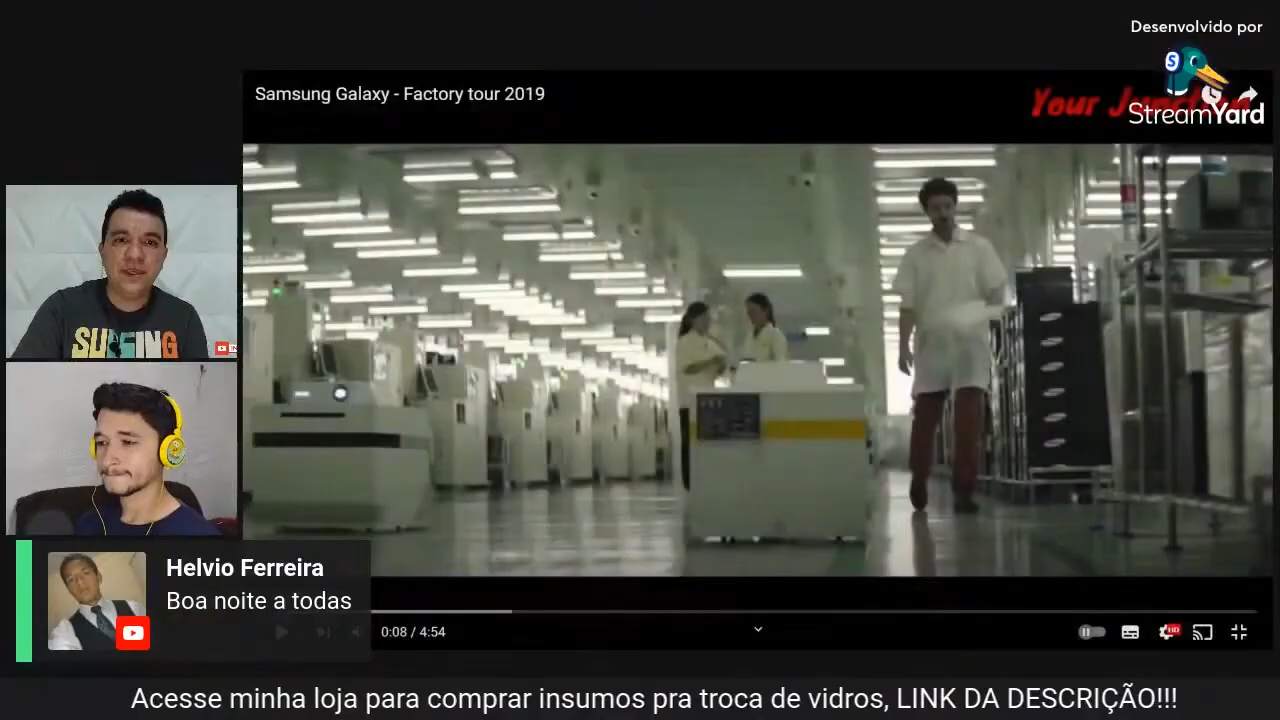 Desenvolvido por
StreamYard
Samsung Galaxy - Factory tour 2019
SURFING
Helvio Ferreira
Boa noite a todas
0:08 / 4:54
HD
Acesse minha loja para comprar insumos pra troca de vidros, LINK DA DESCRIÇÃO!!!